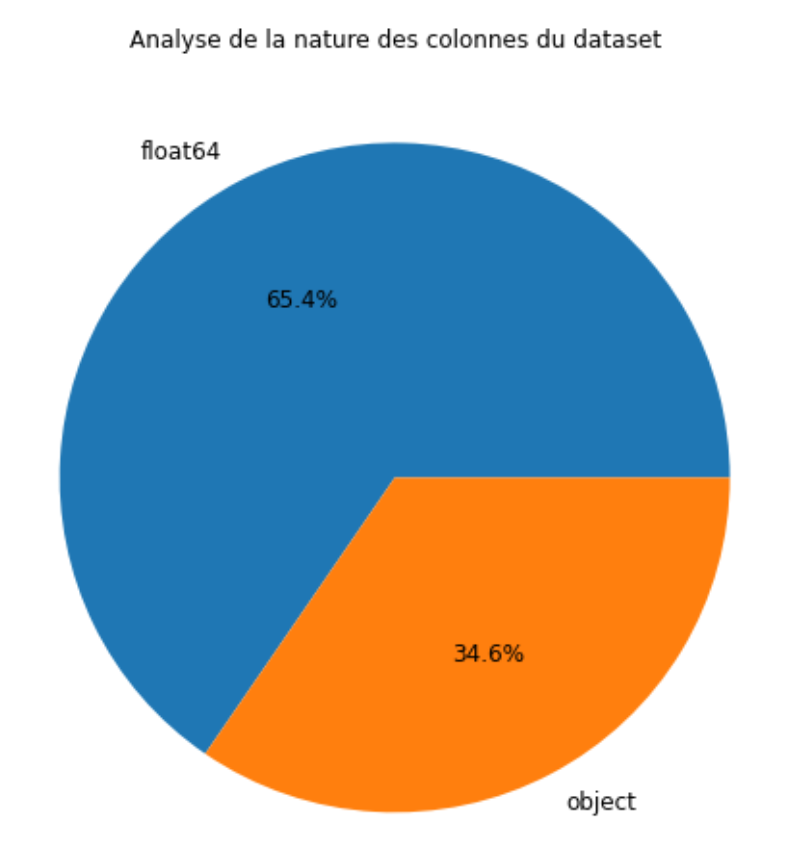 Analyse de la nature des colonnes du dataset
float64
65.4%
34.6%
object